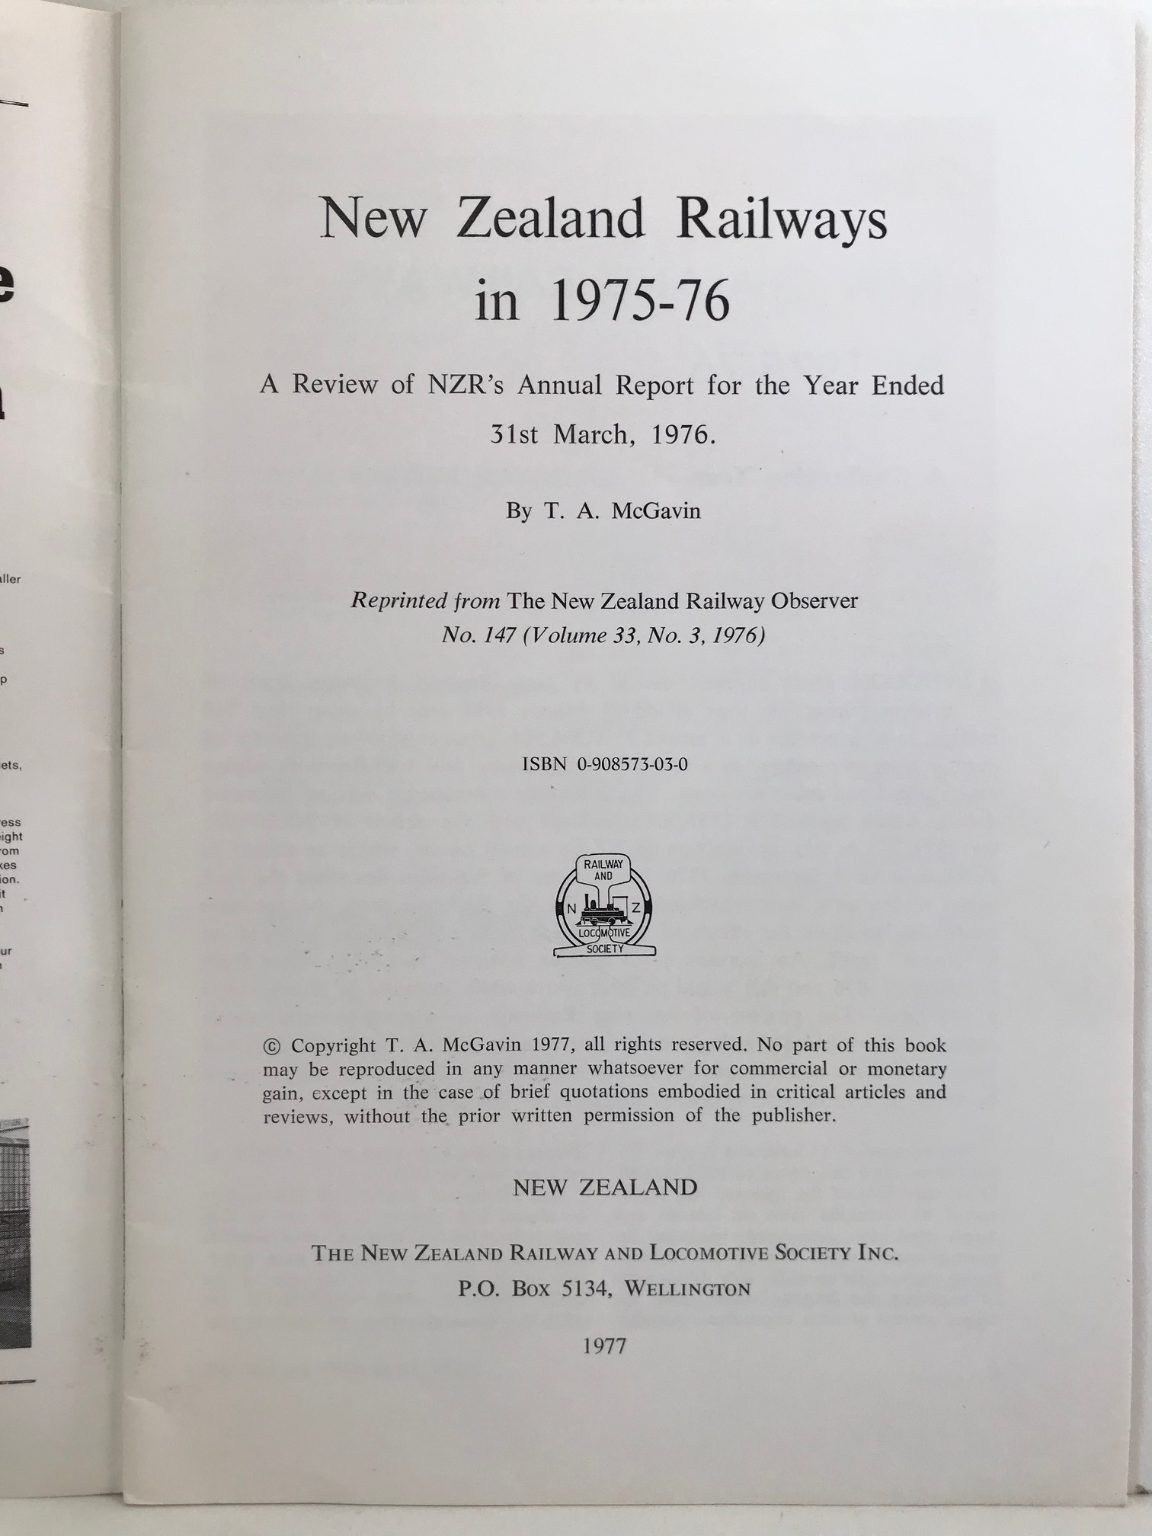 New Zealand Railways
in 1975-76
A Review of NZR's Annual Report for the Year Ended
31st March, 1976.
By T. A. McGavin
Reprinted from The New Zealand Railway Observer
No. 147 (Volume 33, No. 3, 1976)
ISBN 0-908573-03-0
RAILWAY
AND
N Z
LOCOMOTIVE
SOCIETY
© Copyright T. A. McGavin 1977, all rights reserved. No part of this book
may be reproduced in any manner whatsoever for commercial or monetary
gain, except in the case of brief quotations embodied in critical articles and
reviews, without the prior written permission of the publisher.
NEW ZEALAND
THE NEW ZEALAND RAILWAY AND LOCOMOTIVE SOCIETY INC.
P.O. BOX 5134, WELLINGTON
1977